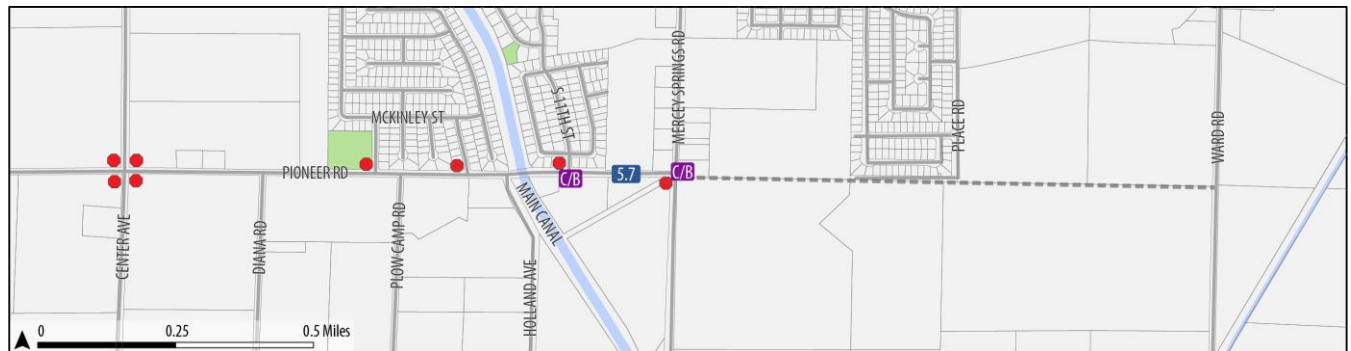 MERCEY SPRINGS RD
S 11TH ST
MCKINLEY ST
PLACE RD
WARD RD
PIONEER RD
C/B
5.7
C/B
CENTER AVE
DIANA RD
PLOW CAMP RD
HOLLAND AVE
MAIN CANAL
0 0.25 0.5 Miles